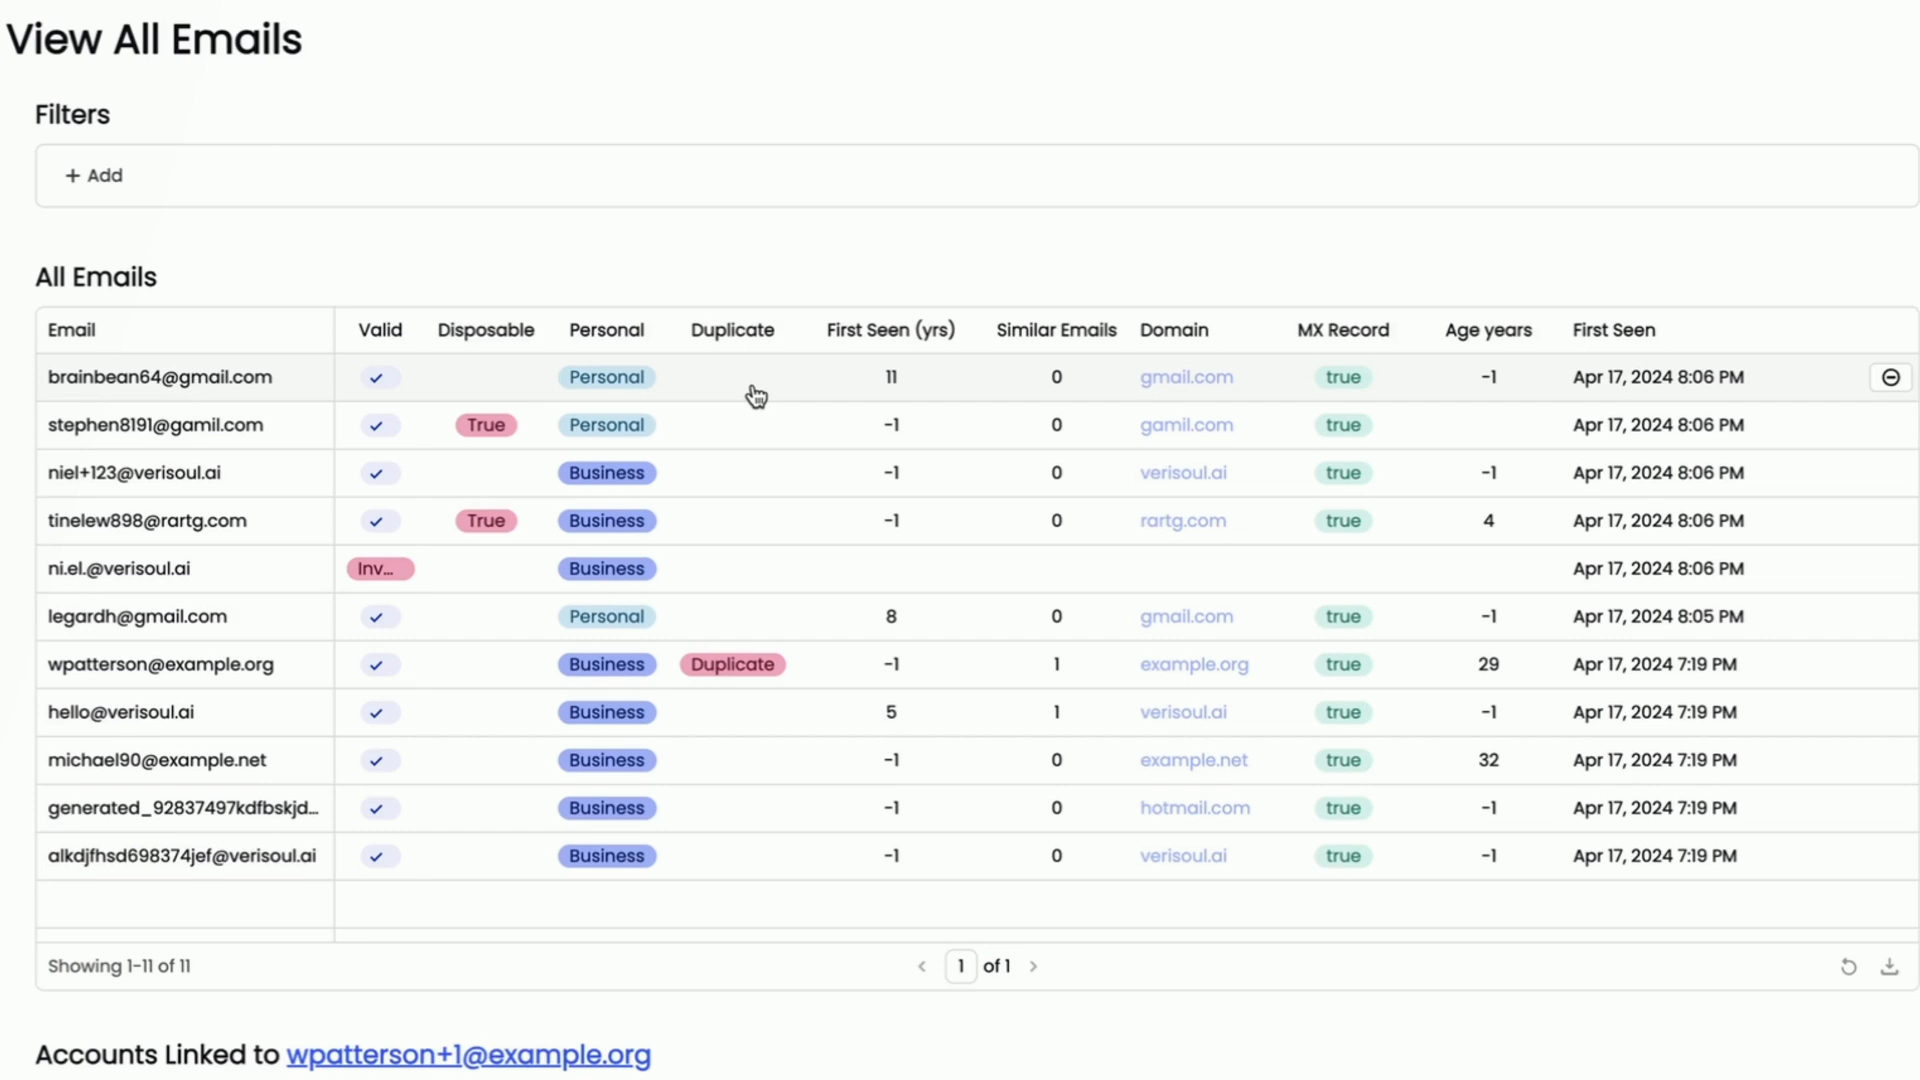 View All Emails
Filters
+ Add
All Emails
Email Valid Disposable Personal Duplicate First Seen (yrs) Similar Emails Domain MX Record Age years First Seen
brainbean64@gmail.com Personal 11 0 gmail.com true -1 Apr 17, 2024 8:06 PM
stephen8191@gamil.com True Personal -1 0 gamil.com true Apr 17, 2024 8:06 PM
niel+123@verisoul.ai Business -1 0 verisoul.ai true -1 Apr 17, 2024 8:06 PM
tinelew898@rartg.com True Business -1 0 rartg.com true 4 Apr 17, 2024 8:06 PM
ni.el.@verisoul.ai Inv... Business Apr 17, 2024 8:06 PM
legardh@gmail.com Personal 8 0 gmail.com true -1 Apr 17, 2024 8:05 PM
wpatterson@example.org Business Duplicate -1 1 example.org true 29 Apr 17, 2024 7:19 PM
hello@verisoul.ai Business 5 1 verisoul.ai true -1 Apr 17, 2024 7:19 PM
michael90@example.net Business -1 0 example.net true 32 Apr 17, 2024 7:19 PM
generated_92837497kdfbskjd... Business -1 0 hotmail.com true -1 Apr 17, 2024 7:19 PM
alkdjfhsd698374jef@verisoul.ai Business -1 0 verisoul.ai true -1 Apr 17, 2024 7:19 PM
Showing 1-11 of 11 < 1 of 1 >
Accounts Linked to wpatterson+1@example.org